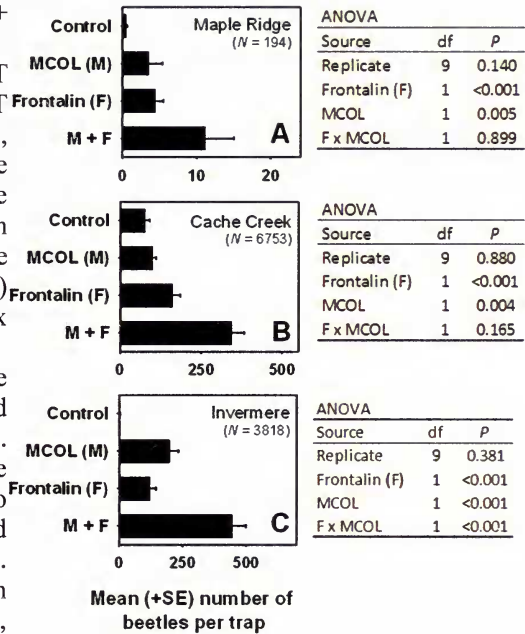 Control
MCOL (M)
Frontalin (F)
M + F
Maple Ridge
(N = 194)
A
0 10 20
ANOVA
Source df P
Replicate 9 0.140
Frontalin (F) 1 <0.001
MCOL 1 0.005
F x MCOL 1 0.899
Control
MCOL (M)
Frontalin (F)
M + F
Cache Creek
(N = 6753)
B
0 250 500
ANOVA
Source df P
Replicate 9 0.880
Frontalin (F) 1 <0.001
MCOL 1 0.004
F x MCOL 1 0.165
Control
MCOL (M)
Frontalin (F)
M + F
Invermere
(N = 3818)
C
0 250 500
ANOVA
Source df P
Replicate 9 0.381
Frontalin (F) 1 <0.001
MCOL 1 <0.001
F x MCOL 1 <0.001
Mean (+SE) number of
beetles per trap